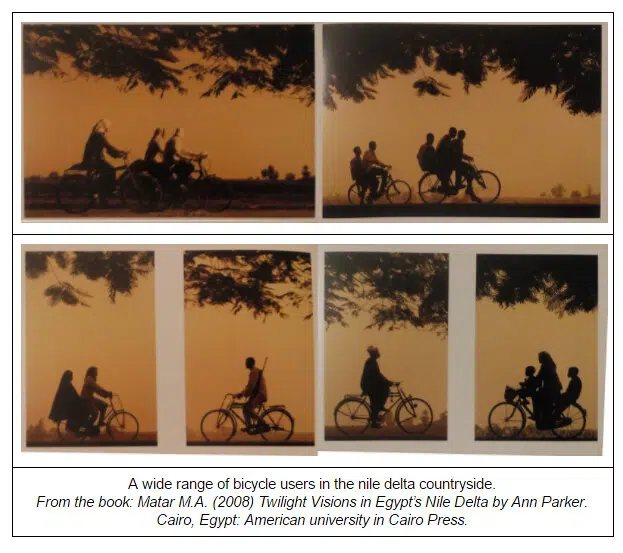 A wide range of bicycle users in the nile delta countryside.
From the book: Matar M.A. (2008) Twilight Visions in Egypt's Nile Delta by Ann Parker.
Cairo, Egypt: American university in Cairo Press.